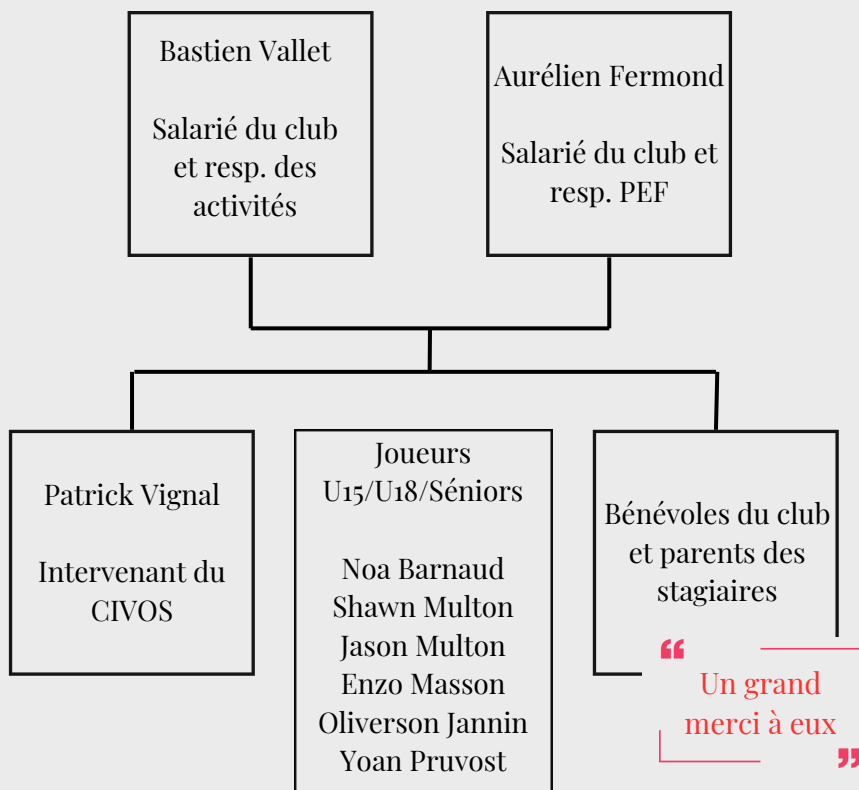 Bastien Vallet
Salarié du club
et resp. des
activités
Aurélien Fermond
Salarié du club et
resp. PEF
Patrick Vignal
Intervenant du
CIVOS
Joueurs
U15/U18/Séniors
Noa Barnaud
Shawn Multon
Jason Multon
Enzo Masson
Oliverson Jannin
Yoan Pruvost
Bénévoles du club
et parents des
stagiaires
“
Un grand
merci à eux
”